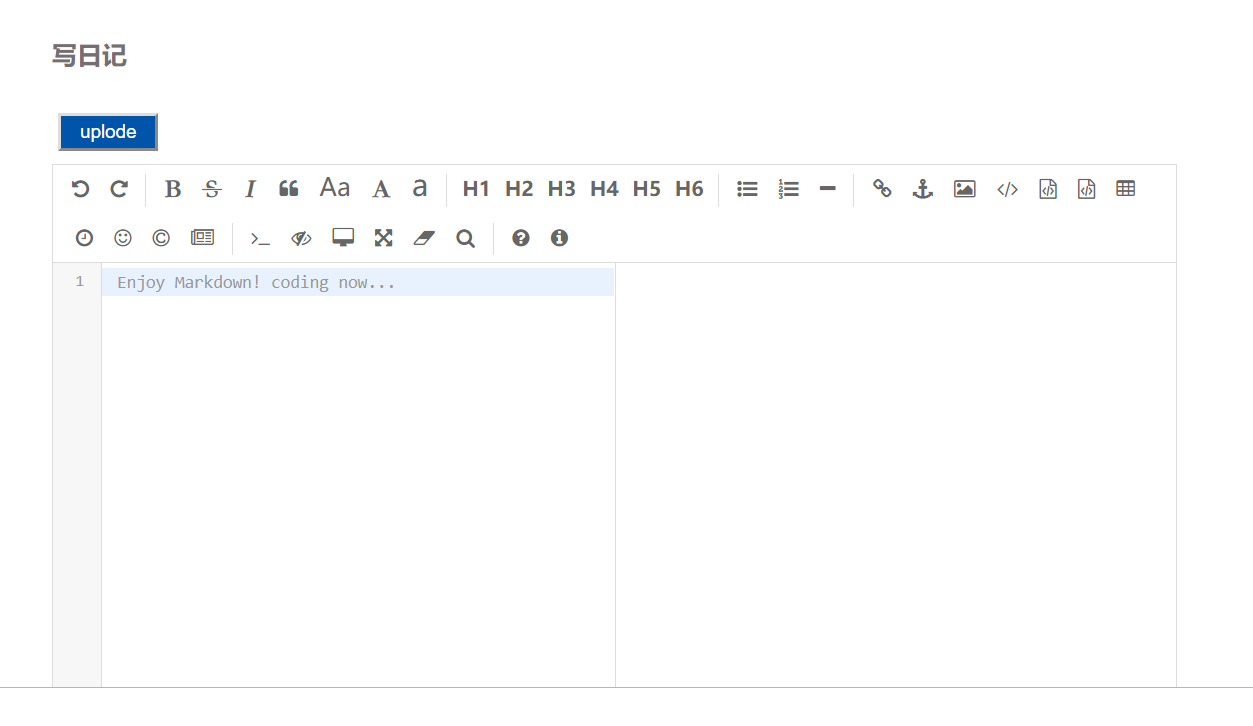 写日记
uplode
B S I Aa A a H1 H2 H3 H4 H5 H6
1 Enjoy Markdown! coding now...